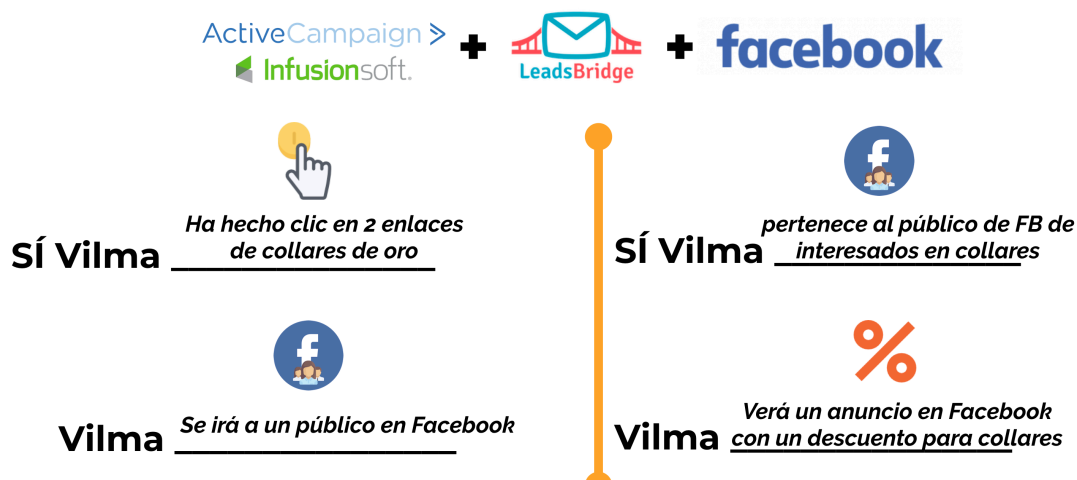 ActiveCampaign
Infusionsoft.
LeadsBridge
facebook
Ha hecho clic en 2 enlaces
de collares de oro
SÍ Vilma
Se irá a un público en Facebook
Vilma
pertenece al público de FB de
interesados en collares
SÍ Vilma
%
Verá un anuncio en Facebook
con un descuento para collares
Vilma